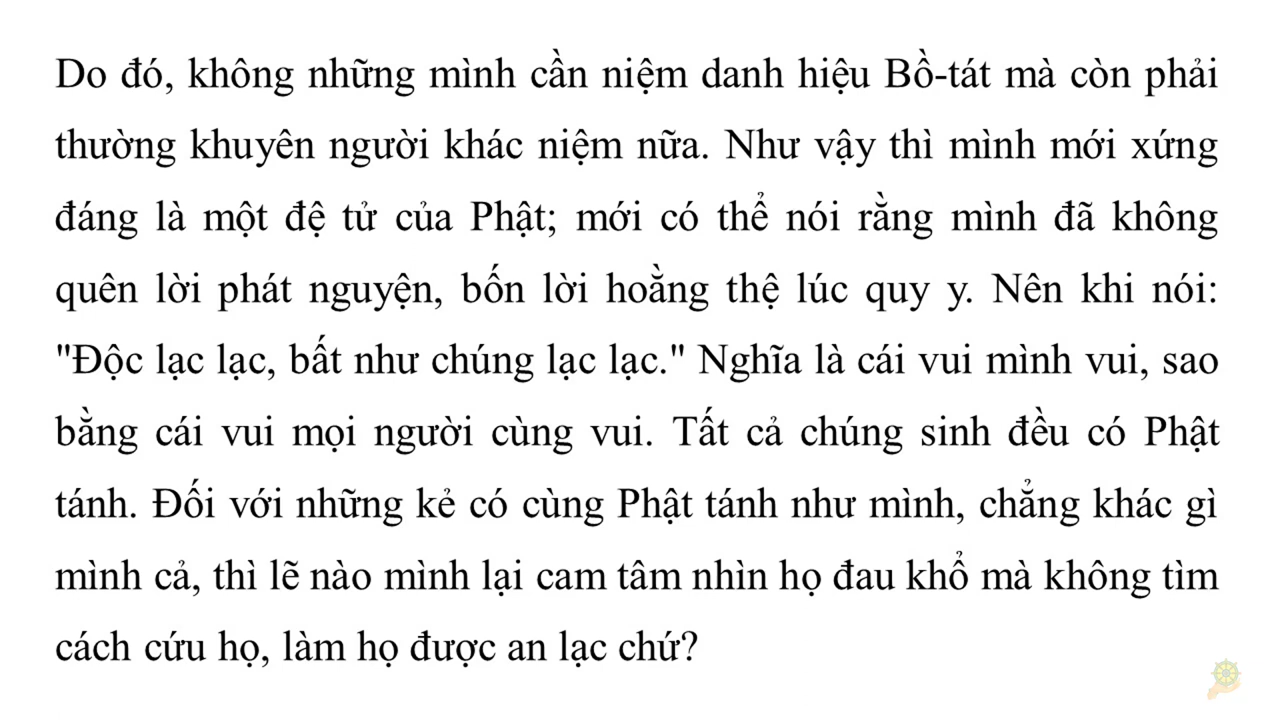 Do đó, không những mình cần niệm danh hiệu Bồ-tát mà còn phải
thường khuyên người khác niệm nữa. Như vậy thì mình mới xứng
đáng là một đệ tử của Phật; mới có thể nói rằng mình đã không
quên lời phát nguyện, bốn lời hoằng thệ lúc quy y. Nên khi nói:
"Độc lạc lạc, bất như chúng lạc lạc." Nghĩa là cái vui mình vui, sao
bằng cái vui mọi người cùng vui. Tất cả chúng sinh đều có Phật
tánh. Đối với những kẻ có cùng Phật tánh như mình, chẳng khác gì
mình cả, thì lẽ nào mình lại cam tâm nhìn họ đau khổ mà không tìm
cách cứu họ, làm họ được an lạc chứ?